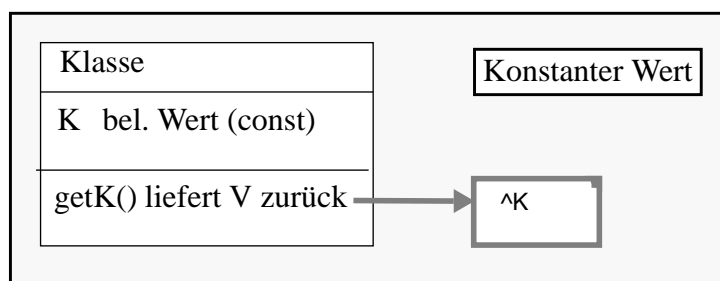 Klasse
Konstanter Wert
K bel. Wert (const)
getK() liefert V zurück
^K